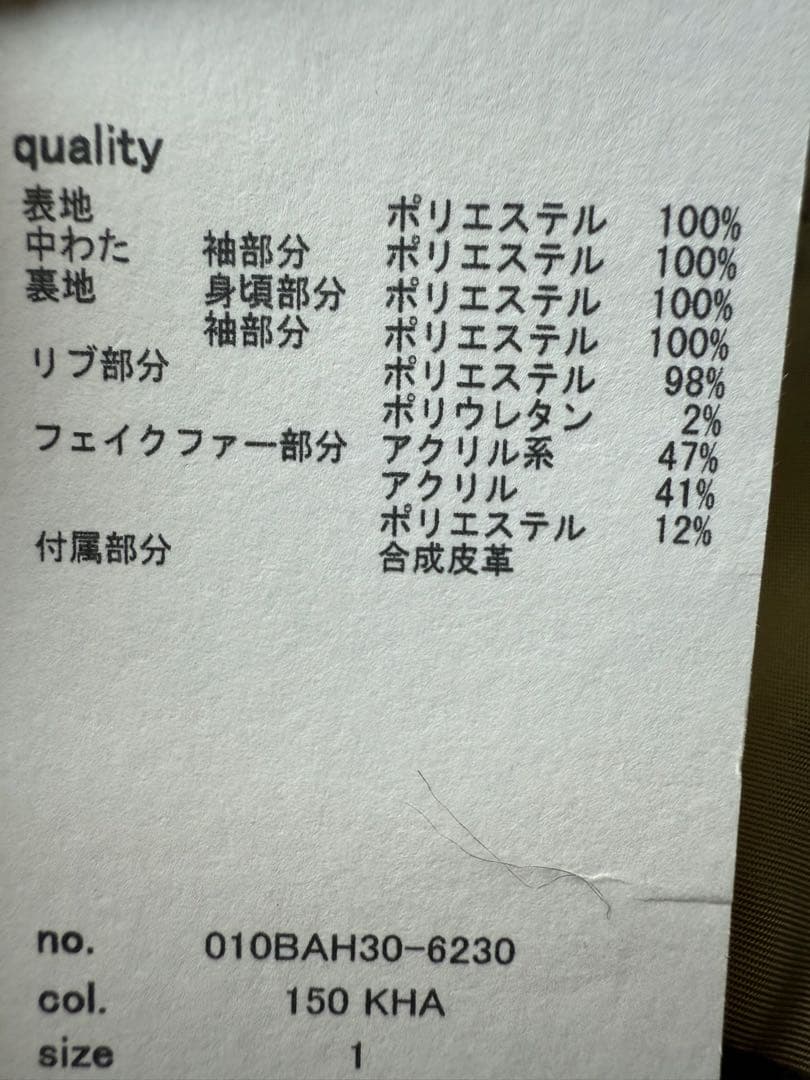 quality
表地 ポリエステル 100%
中わた 袖部分 ポリエステル 100%
裏地 身頃部分 ポリエステル 100%
袖部分 ポリエステル 100%
リブ部分 ポリエステル 98%
ポリウレタン 2%
フェイクファー部分 アクリル系 47%
アクリル 41%
ポリエステル 12%
付属部分 合成皮革
no. 010BAH30-6230
col. 150 KHA
size 1